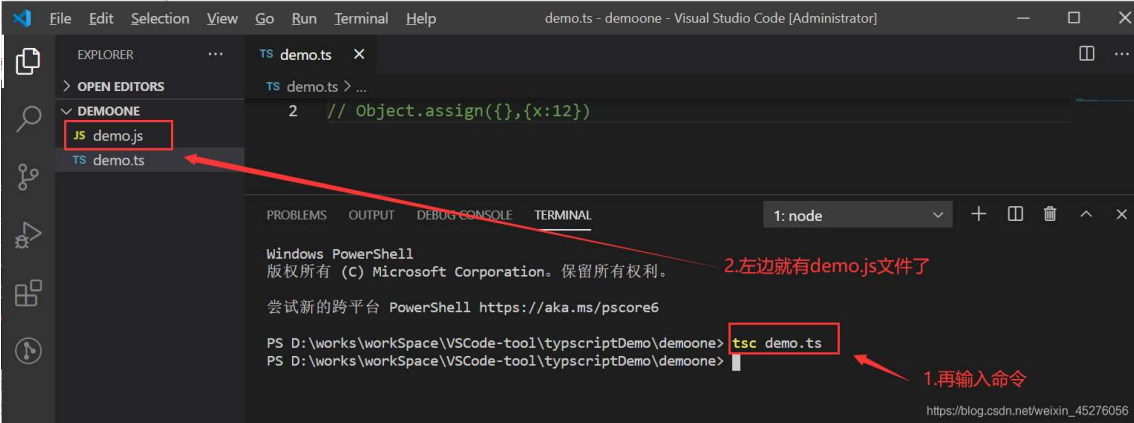 File Edit Selection View Go Run Terminal Help demo.ts - demoone - Visual Studio Code [Administrator]
EXPLORER
OPEN EDITORS
DEMOONE
JS demo.js
TS demo.ts
TS demo.ts
TS demo.ts > ...
2 // Object.assign({},{x:12})
PROBLEMS OUTPUT DEBUG CONSOLE TERMINAL 1: node
Windows PowerShell
版权所有 (C) Microsoft Corporation。保留所有权利。
尝试新的跨平台 PowerShell https://aka.ms/pscore6
PS D:\works\workSpace\VSCode-tool\typscriptDemo\demoone> tsc demo.ts
PS D:\works\workSpace\VSCode-tool\typscriptDemo\demoone>
2.左边就有demo.js文件了
1.再输入命令
https://blog.csdn.net/weixin_45276056